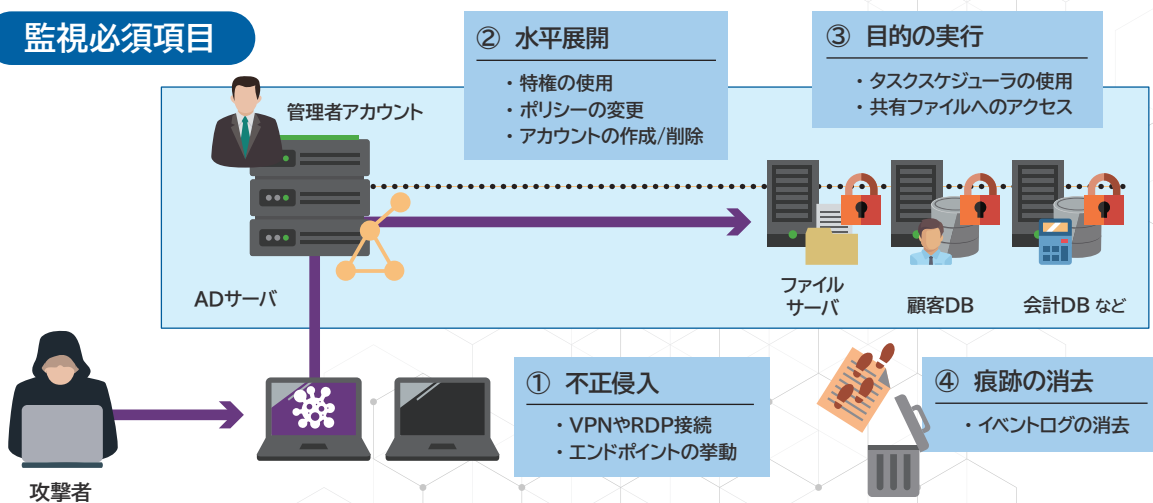 監視必須項目
② 水平展開
・特権の使用
・ポリシーの変更
・アカウントの作成/削除
③ 目的の実行
・タスクスケジューラの使用
・共有ファイルへのアクセス
管理者アカウント
ADサーバ
ファイル
サーバ
顧客DB
会計DB など
① 不正侵入
・VPNやRDP接続
・エンドポイントの挙動
④ 痕跡の消去
・イベントログの消去
攻撃者